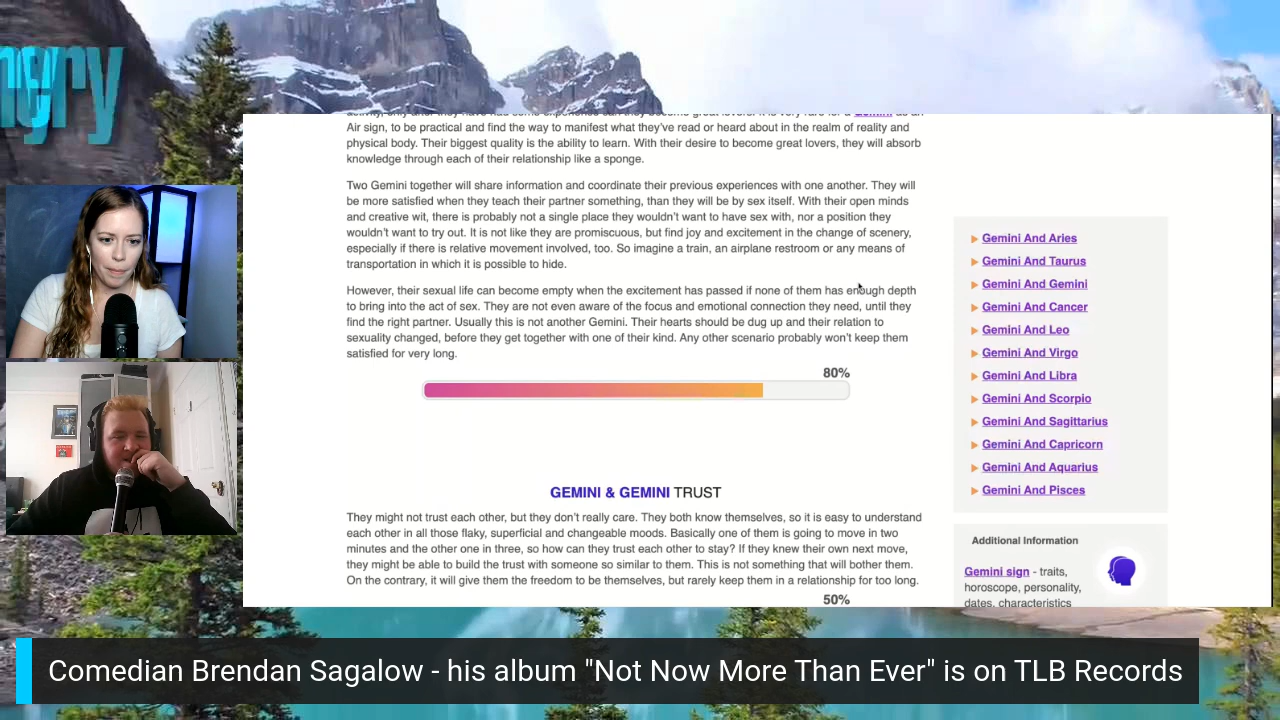 ngry
Air sign, to be practical and find the way to manifest what they've read or heard about in the realm of reality and
physical body. Their biggest quality is the ability to learn. With their desire to become great lovers, they will absorb
knowledge through each of their relationship like a sponge.
Two Gemini together will share information and coordinate their previous experiences with one another. They will
be more satisfied when they teach their partner something, than they will be by sex itself. With their open minds
and creative wit, there is probably not a single place they wouldn't want to have sex with, nor a position they
wouldn't want to try out. It is not like they are promiscuous, but find joy and excitement in the change of scenery,
especially if there is relative movement involved, too. So imagine a train, an airplane restroom or any means of
transportation in which it is possible to hide.
However, their sexual life can become empty when the excitement has passed if none of them has enough depth
to bring into the act of sex. They are not even aware of the focus and emotional connection they need, until they
find the right partner. Usually this is not another Gemini. Their hearts should be dug up and their relation to
sexuality changed, before they get together with one of their kind. Any other scenario probably won't keep them
satisfied for very long.
80%
GEMINI & GEMINI TRUST
They might not trust each other, but they don't really care. They both know themselves, so it is easy to understand
each other in all those flaky, superficial and changeable moods. Basically one of them is going to move in two
minutes and the other one in three, so how can they trust each other to stay? If they knew their own next move,
they might be able to build the trust with someone so similar to them. This is not something that will bother them.
On the contrary, it will give them the freedom to be themselves, but rarely keep them in a relationship for too long.
50%
Gemini And Aries
Gemini And Taurus
Gemini And Gemini
Gemini And Cancer
Gemini And Leo
Gemini And Virgo
Gemini And Libra
Gemini And Scorpio
Gemini And Sagittarius
Gemini And Capricorn
Gemini And Aquarius
Gemini And Pisces
Additional Information
Gemini sign - traits,
horoscope, personality,
dates, characteristics
Comedian Brendan Sagalow - his album "Not Now More Than Ever" is on TLB Records